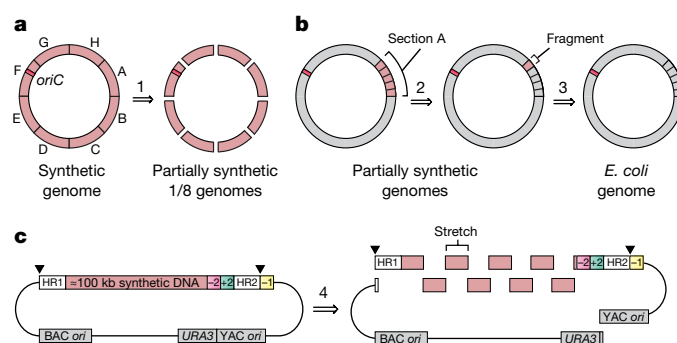 a
G H
F A
oriC
E B
D C
1
Synthetic
genome
Partially synthetic
1/8 genomes
b
Section A
Fragment
2
3
Partially synthetic
genomes
E. coli
genome
c
HR1 ≈100 kb synthetic DNA -2 +2 HR2 -1
BAC ori URA3 YAC ori
4
Stretch
HR1 -2 +2 HR2 -1
YAC ori
BAC ori URA3